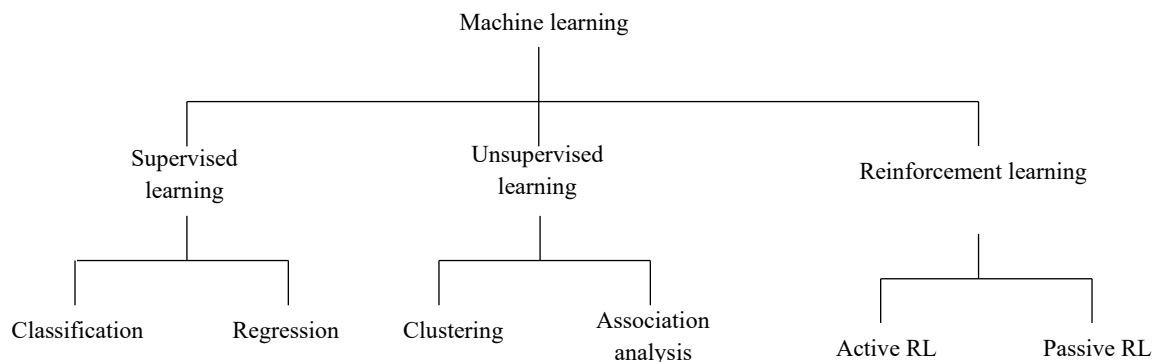 Machine learning
Supervised
learning
Unsupervised
learning
Reinforcement learning
Classification
Regression
Clustering
Association
analysis
Active RL
Passive RL